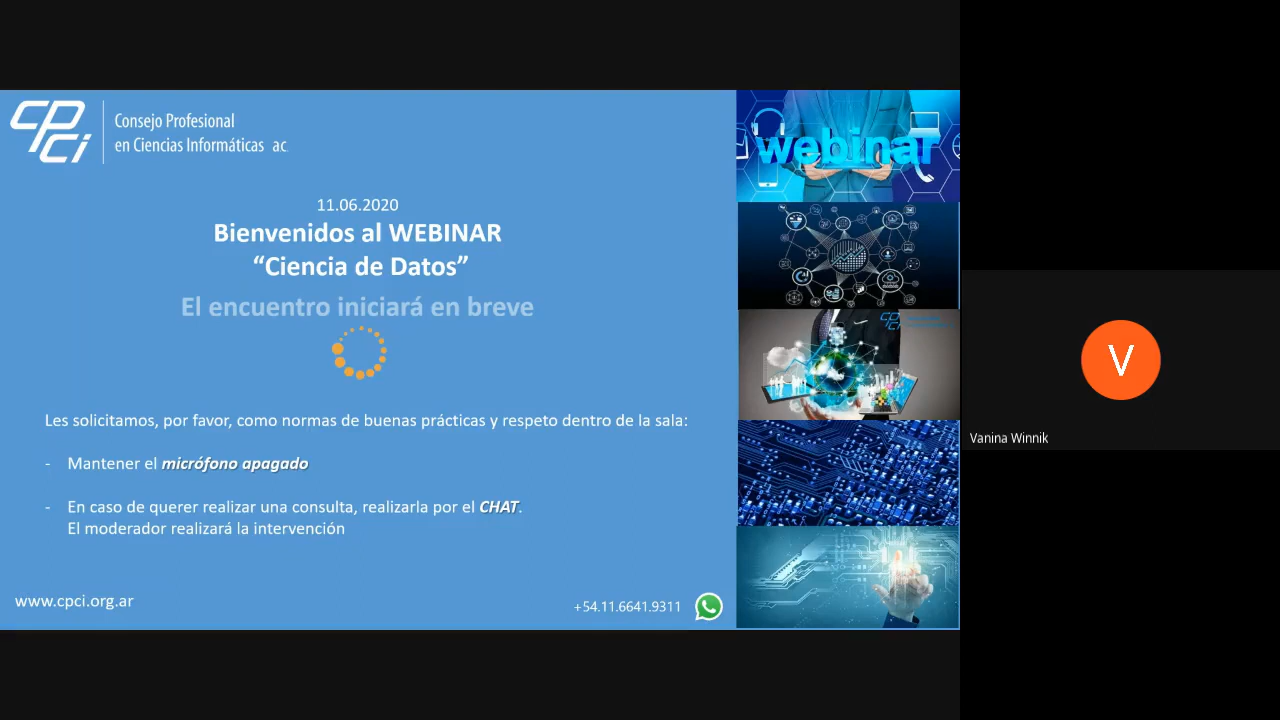 CPCi
Consejo Profesional
en Ciencias Informáticas ac.
11.06.2020
Bienvenidos al WEBINAR
“Ciencia de Datos”
El encuentro iniciará en breve
Les solicitamos, por favor, como normas de buenas prácticas y respeto dentro de la sala:
- Mantener el micrófono apagado
- En caso de querer realizar una consulta, realizarla por el CHAT.
El moderador realizará la intervención
www.cpci.org.ar
+54.11.6641.9311
webinar
CPCi
V
Vanina Winnik